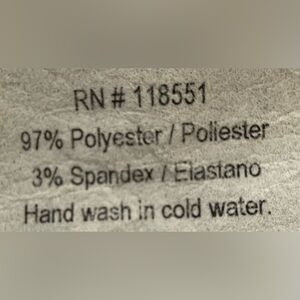 RN # 118551
97% Polyester / Poliester
3% Spandex / Elastano
Hand wash in cold water.